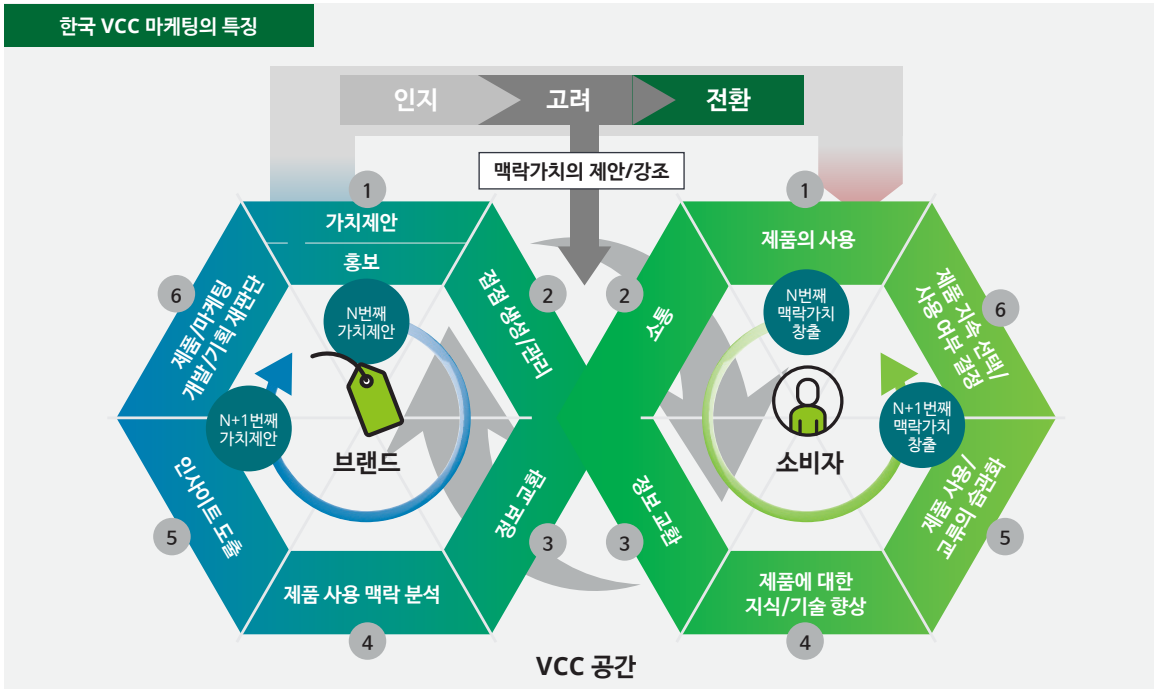 한국 VCC 마케팅의 특징
인지
고려
전환
맥락가치의 제안/강조
1
가치제안
홍보
2
접점 생성/관리
3
정보 교환
4
제품 사용 맥락 분석
5
인사이트 도출
6
제품/마케팅
개발/기획 재판단
N번째
가치제안
N+1번째
가치제안
브랜드
1
제품의 사용
2
소통
3
정보 교환
4
제품에 대한
지식/기술 향상
5
제품 사용/
교류의 습관화
6
제품 지속 선택/
사용 여부 결정
N번째
맥락가치
창출
N+1번째
맥락가치
창출
소비자
VCC 공간